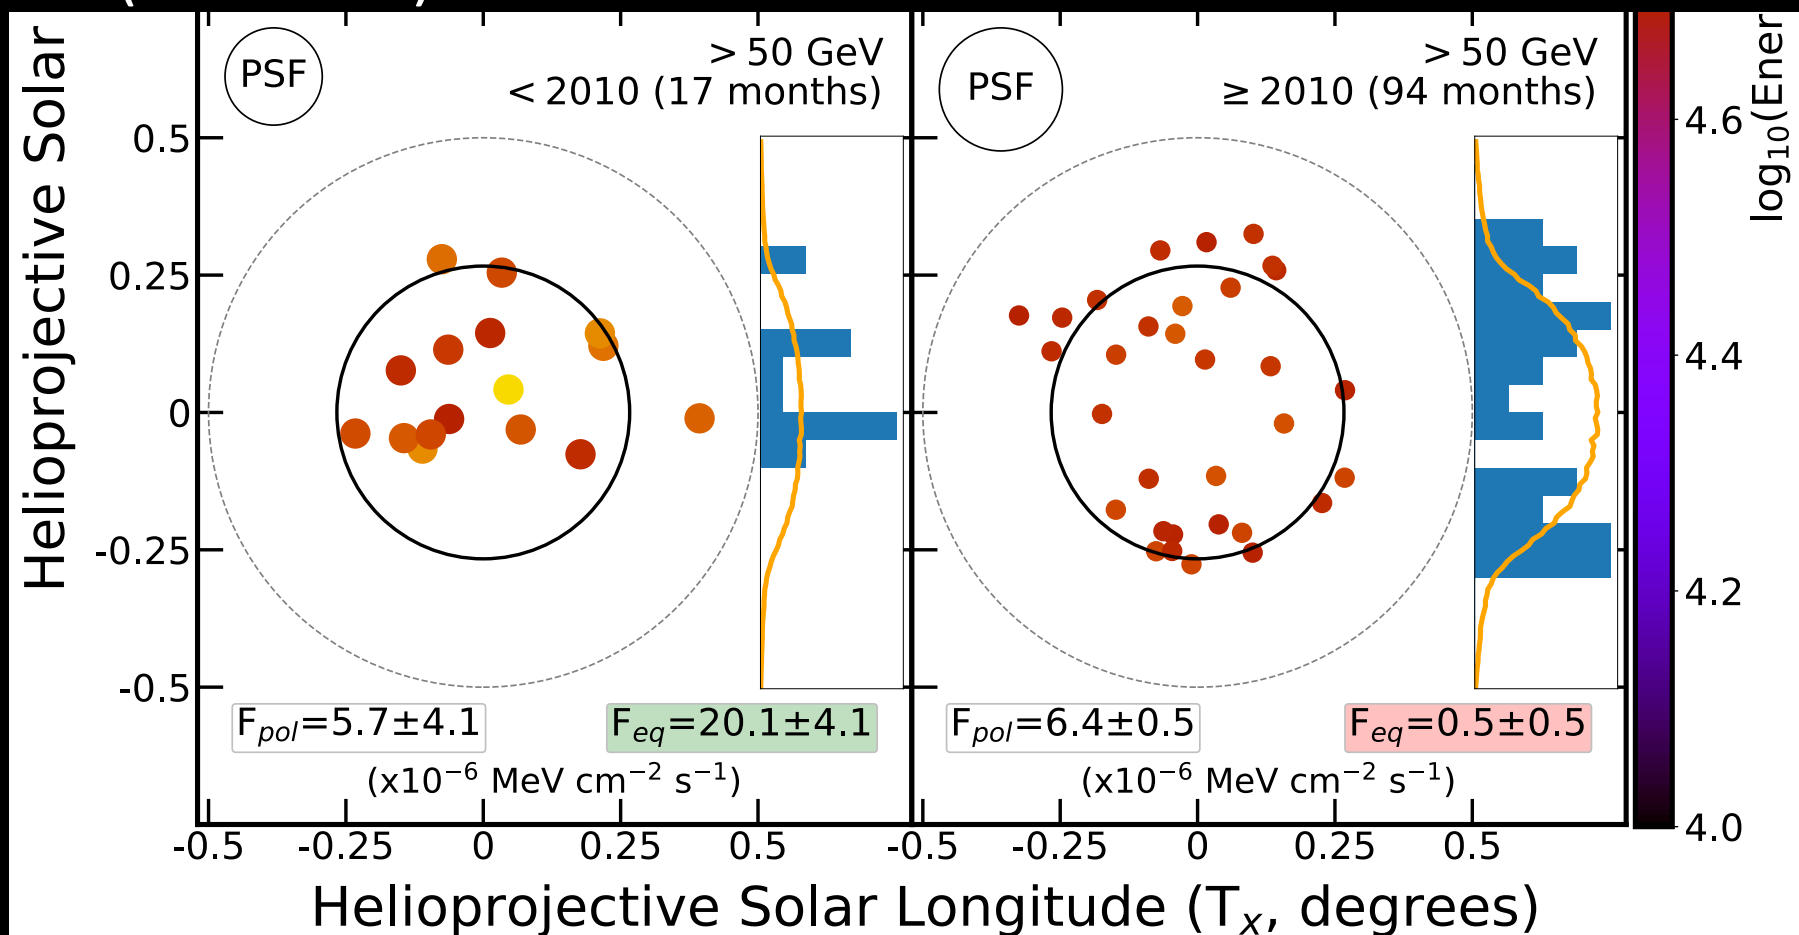 Helioprojective Solar
PSF
> 50 GeV
< 2010 (17 months)
0.5
0.25
0
-0.25
-0.5
F_pol=5.7±4.1
F_eq=20.1±4.1
(x10⁻⁶ MeV cm⁻² s⁻¹)
-0.5 -0.25 0 0.25 0.5
PSF
> 50 GeV
≥ 2010 (94 months)
F_pol=6.4±0.5
F_eq=0.5±0.5
(x10⁻⁶ MeV cm⁻² s⁻¹)
-0.5 -0.25 0 0.25 0.5
Helioprojective Solar Longitude (Tₓ, degrees)
log₁₀(Ener
4.6
4.4
4.2
4.0